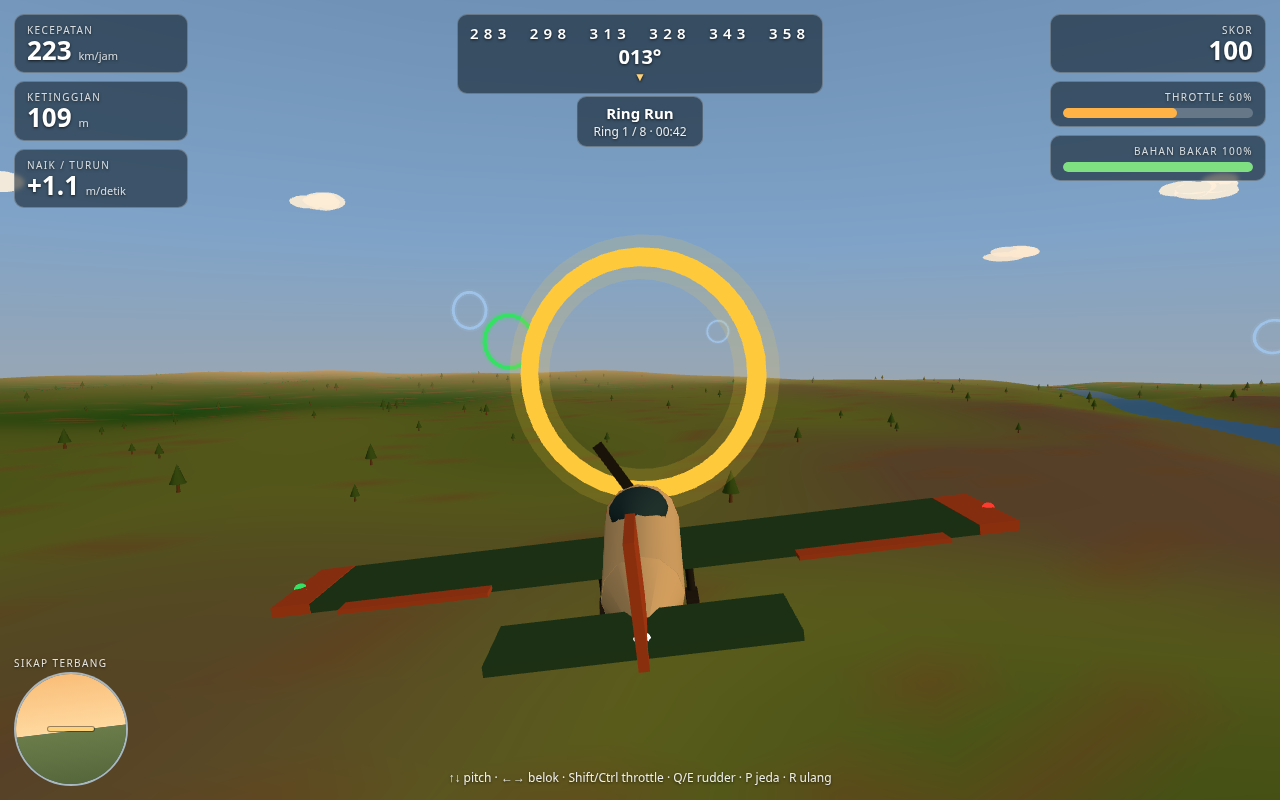 KECEPATAN
223 km/jam
KETINGGIAN
109 m
NAIK / TURUN
+1.1 m/detik
283 298 313 328 343 358
013°
Ring Run
Ring 1 / 8 · 00:42
SKOR
100
THROTTLE 60%
BAHAN BAKAR 100%
SIKAP TERBANG
↑↓ pitch · ←→ belok · Shift/Ctrl throttle · Q/E rudder · P jeda · R ulang